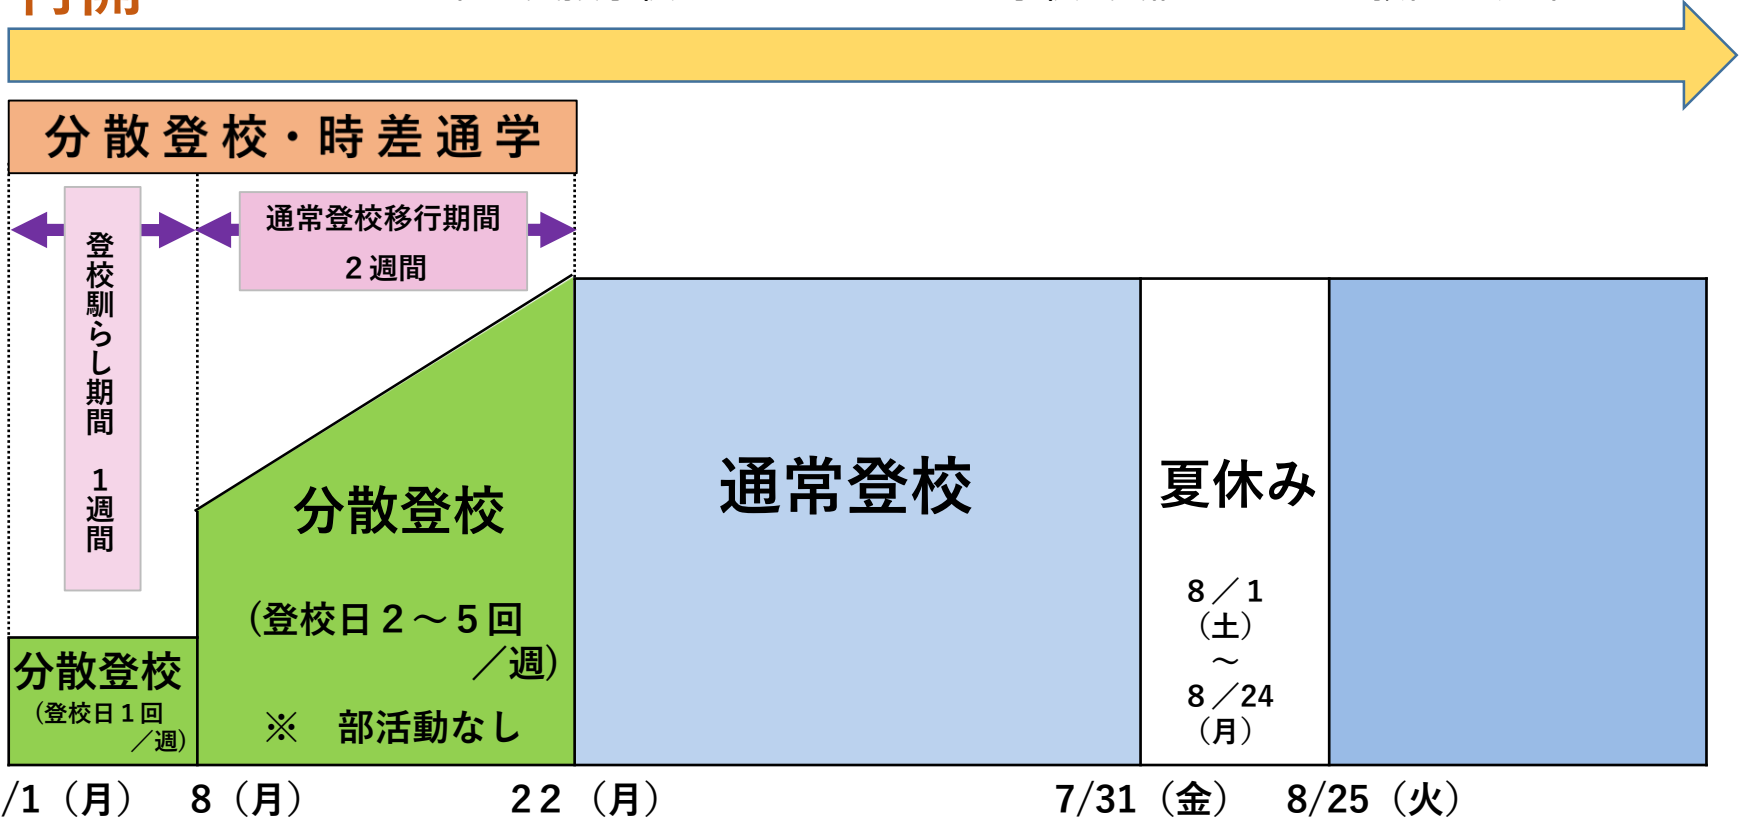 分散登校・時差通学
通常登校移行期間
２週間
登校馴らし期間　１週間
分散登校
（登校日１回
／週）
分散登校
（登校日２～５回
／週）
※　部活動なし
通常登校
夏休み
８／１
（土）
～
８／24
（月）
/1（月）
8（月）
２２（月）
7/31（金）
8/25（火）